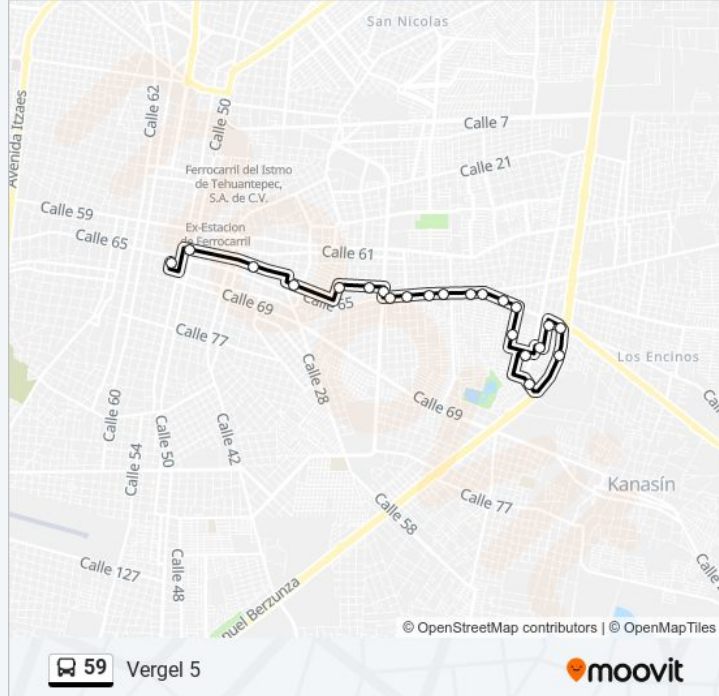 San Nicolas
Calle 62
Calle 50
Avenida Itzaes
Calle 7
Calle 21
Ferrocarril del Istmo
de Tehuantepec,
S.A. de C.V.
Calle 59
Calle 65
Ex-Estacion
de Ferrocarril
Calle 61
Calle 69
Calle 65
Calle 77
Calle 28
Los Encinos
Calle 60
Calle 54
Calle 50
Calle 42
Calle 69
Kanasín
Calle 77
Calle 58
Calle 127
Calle 48
nuel Berzunza
© OpenStreetMap contributors | © OpenMapTiles
59 Vergel 5
moovit